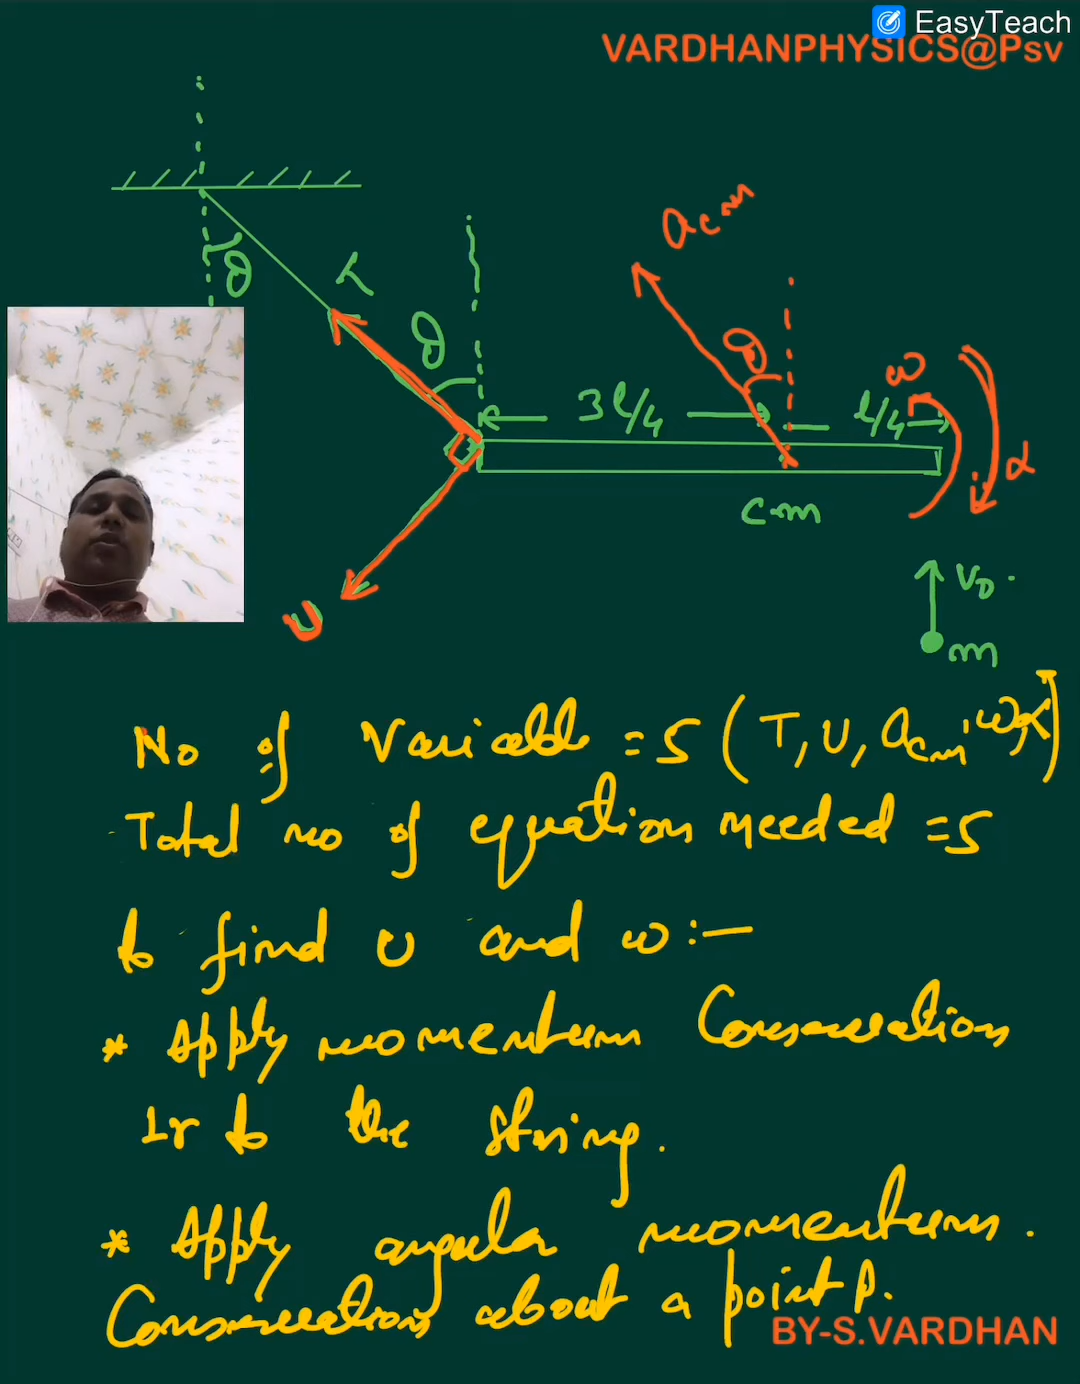 EasyTeach
VARDHANPHYSICS@Psv
acm
θ
L
θ
θ
ω
3l/4
l/4
α
c.m
v₀.
U
m
No of Variable = 5 (T, U, acm, ω, α)
Total no of equation needed = 5
to find U and ω:-
* Apply momentum Conservation
⊥r to the string.
* Apply angular momentum.
Conservation about a point P.
BY-S.VARDHAN